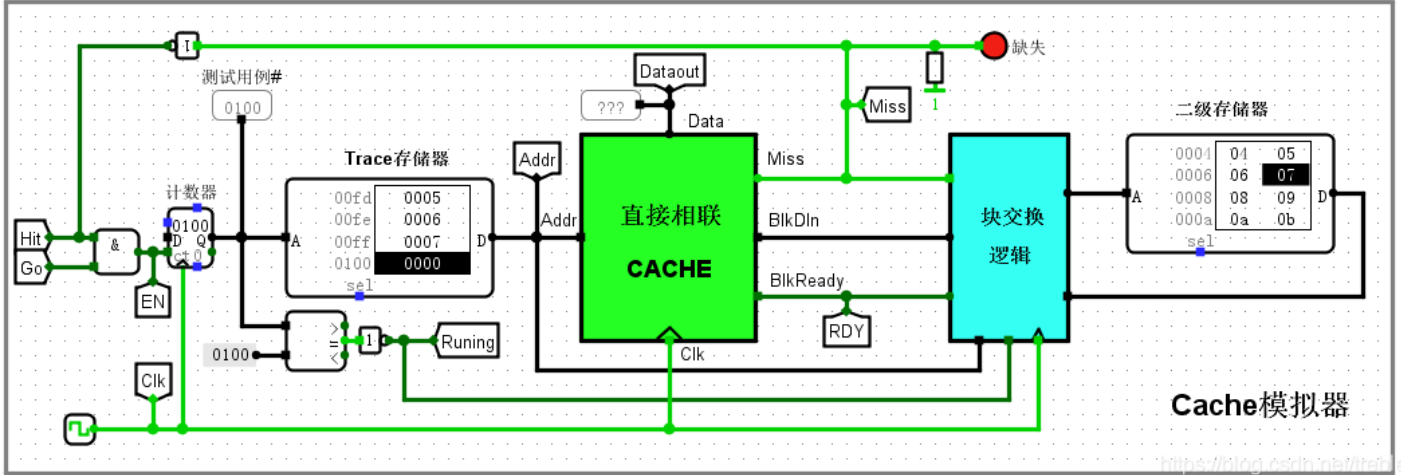 1
缺失
测试用例#
0100
Dataout
???
Data
Miss
二级存储器
Trace存储器
Addr
计数器
0100
D Q
ct 0
Hit
Go
&
EN
A
00fd 0005
00fe 0006
00ff 0007
0100 0000
sel
D
Addr
直接相联
CACHE
Miss
BlkDIn
BlkReady
RDY
Clk
块交换
逻辑
A
0004 04 05
0006 06 07
0008 08 09
000a 0a 0b
sel
D
1
0100
>
=
<
1
Runing
Clk
Cache模拟器